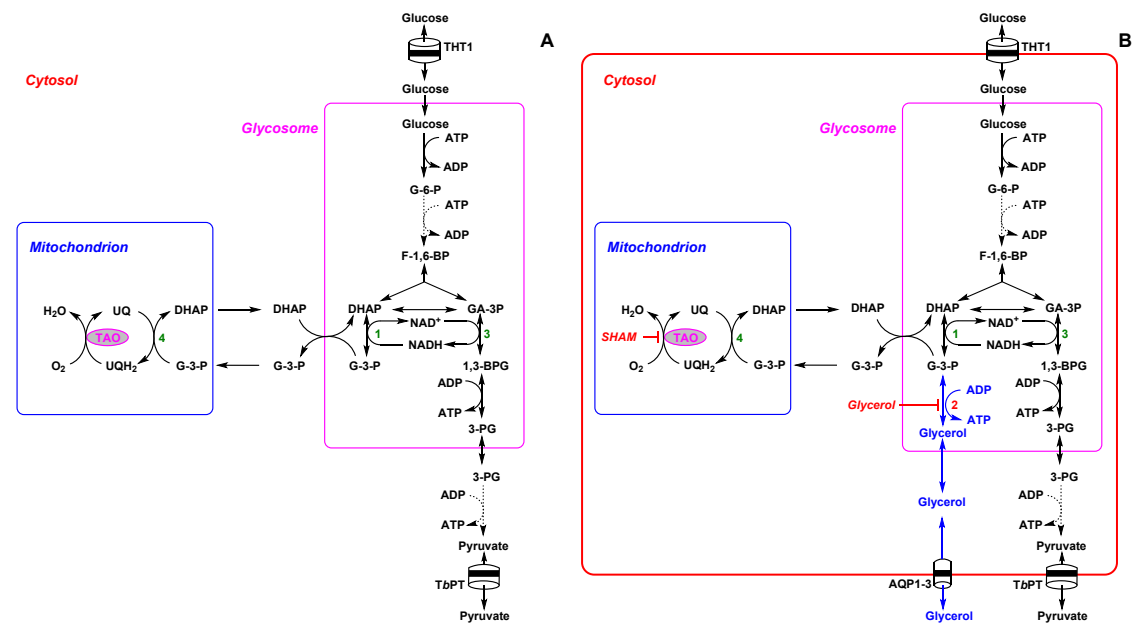 Glucose
THT1
A
Cytosol
Glucose
Glycosome
Glucose
ATP
ADP
G-6-P
ATP
ADP
Mitochondrion
F-1,6-BP
H2O
UQ
DHAP
DHAP
DHAP
GA-3P
NAD+
TAO
4
1
3
NADH
O2
UQH2
G-3-P
G-3-P
G-3-P
1,3-BPG
ADP
ATP
3-PG
3-PG
ADP
ATP
Pyruvate
TbPT
Pyruvate
Glucose
THT1
B
Cytosol
Glucose
Glycosome
Glucose
ATP
ADP
G-6-P
ATP
ADP
Mitochondrion
F-1,6-BP
H2O
UQ
DHAP
DHAP
DHAP
GA-3P
NAD+
SHAM
TAO
4
1
3
NADH
O2
UQH2
G-3-P
G-3-P
G-3-P
1,3-BPG
ADP
ADP
Glycerol
2
ATP
ATP
Glycerol
3-PG
3-PG
ADP
Glycerol
ATP
Pyruvate
AQP1-3
TbPT
Glycerol
Pyruvate